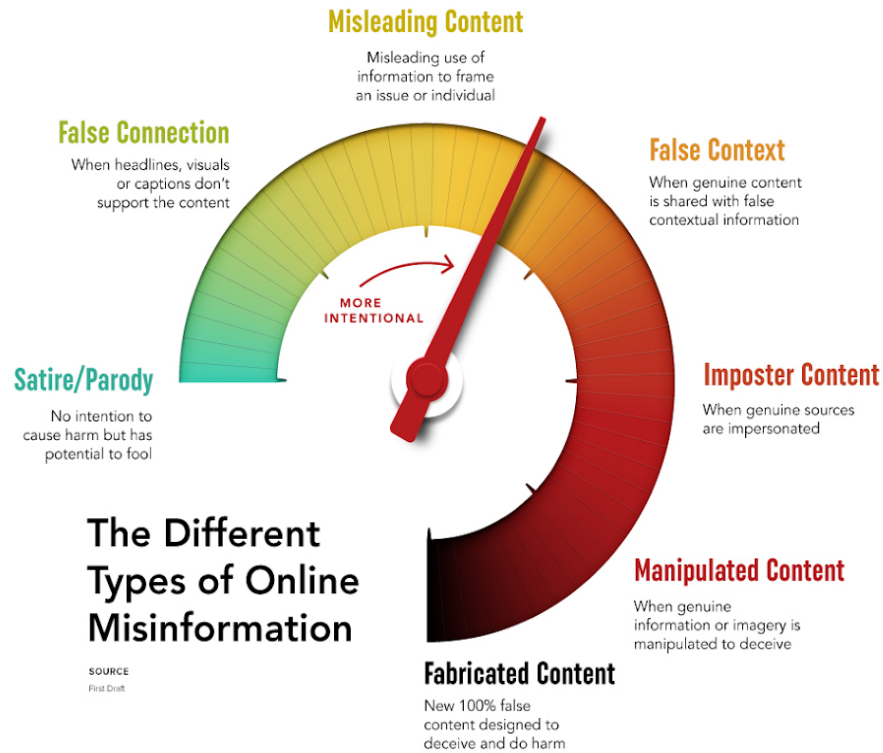 Misleading Content
Misleading use of
information to frame
an issue or individual
False Connection
When headlines, visuals
or captions don't
support the content
False Context
When genuine content
is shared with false
contextual information
MORE
INTENTIONAL
Satire/Parody
No intention to
cause harm but has
potential to fool
Imposter Content
When genuine sources
are impersonated
The Different
Types of Online
Misinformation
SOURCE
First Draft
Manipulated Content
When genuine
information or imagery is
manipulated to deceive
Fabricated Content
New 100% false
content designed to
deceive and do harm